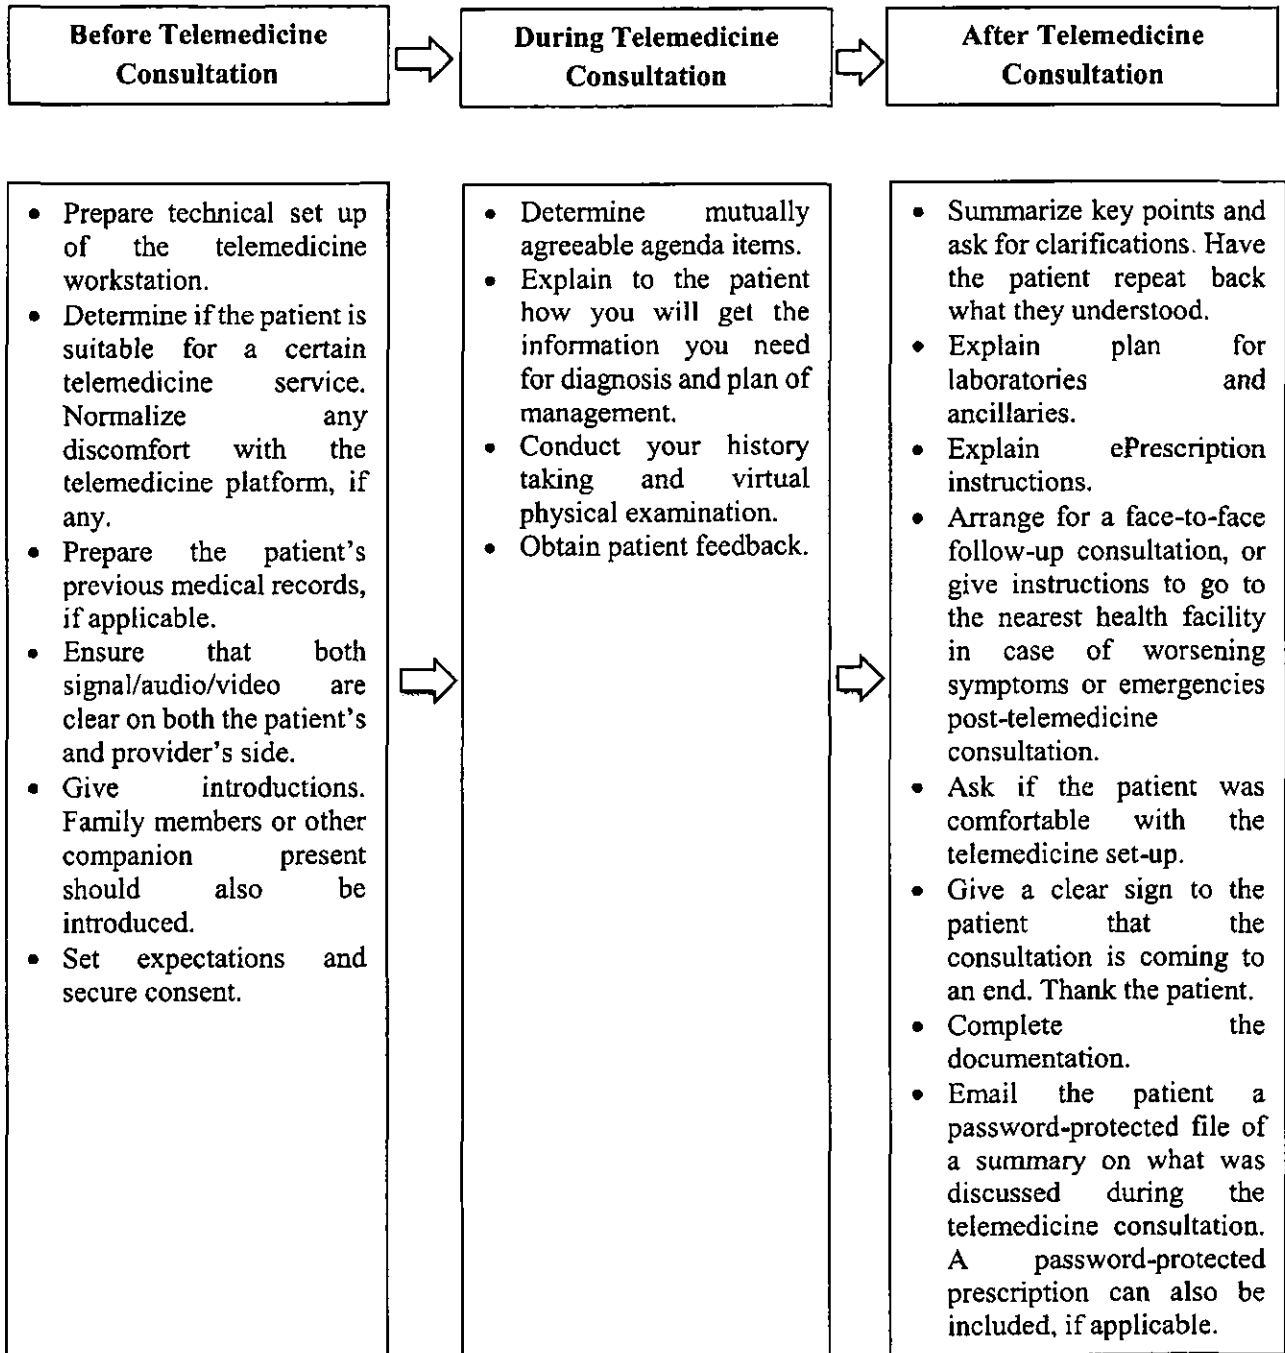 Before Telemedicine
Consultation
During Telemedicine
Consultation
After Telemedicine
Consultation
• Prepare technical set up
of the telemedicine
workstation.
• Determine if the patient is
suitable for a certain
telemedicine service.
Normalize any
discomfort with the
telemedicine platform, if
any.
• Prepare the patient's
previous medical records,
if applicable.
• Ensure that both
signal/audio/video are
clear on both the patient's
and provider's side.
• Give introductions.
Family members or other
companion present
should also be
introduced.
• Set expectations and
secure consent.
• Determine mutually
agreeable agenda items.
• Explain to the patient
how you will get the
information you need
for diagnosis and plan of
management.
• Conduct your history
taking and virtual
physical examination.
• Obtain patient feedback.
• Summarize key points and
ask for clarifications. Have
the patient repeat back
what they understood.
• Explain plan for
laboratories and
ancillaries.
• Explain ePrescription
instructions.
• Arrange for a face-to-face
follow-up consultation, or
give instructions to go to
the nearest health facility
in case of worsening
symptoms or emergencies
post-telemedicine
consultation.
• Ask if the patient was
comfortable with the
telemedicine set-up.
• Give a clear sign to the
patient that the
consultation is coming to
an end. Thank the patient.
• Complete the
documentation.
• Email the patient a
password-protected file of
a summary on what was
discussed during the
telemedicine consultation.
A password-protected
prescription can also be
included, if applicable.